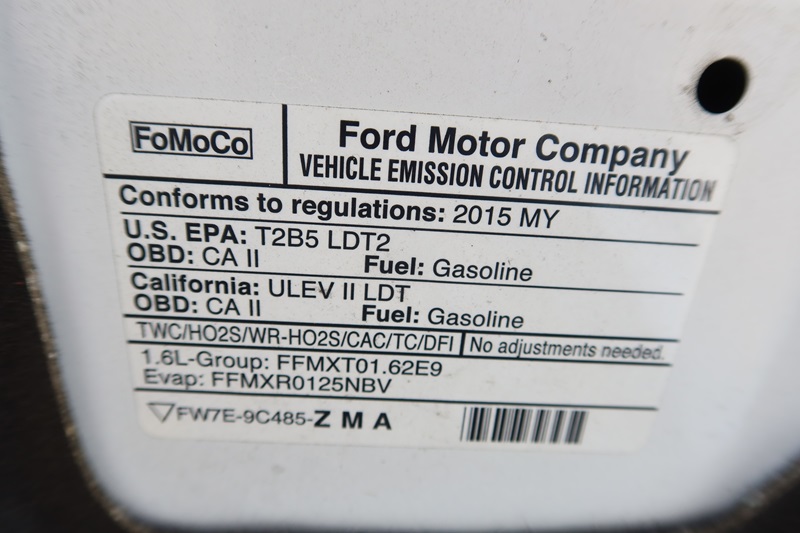 FoMoCo
Ford Motor Company
VEHICLE EMISSION CONTROL INFORMATION
Conforms to regulations: 2015 MY
U.S. EPA: T2B5 LDT2
OBD: CA II Fuel: Gasoline
California: ULEV II LDT
OBD: CA II Fuel: Gasoline
TWC/HO2S/WR-HO2S/CAC/TC/DFI No adjustments needed.
1.6L-Group: FFMXT01.62E9
Evap: FFMXR0125NBV
FW7E-9C485-Z M A